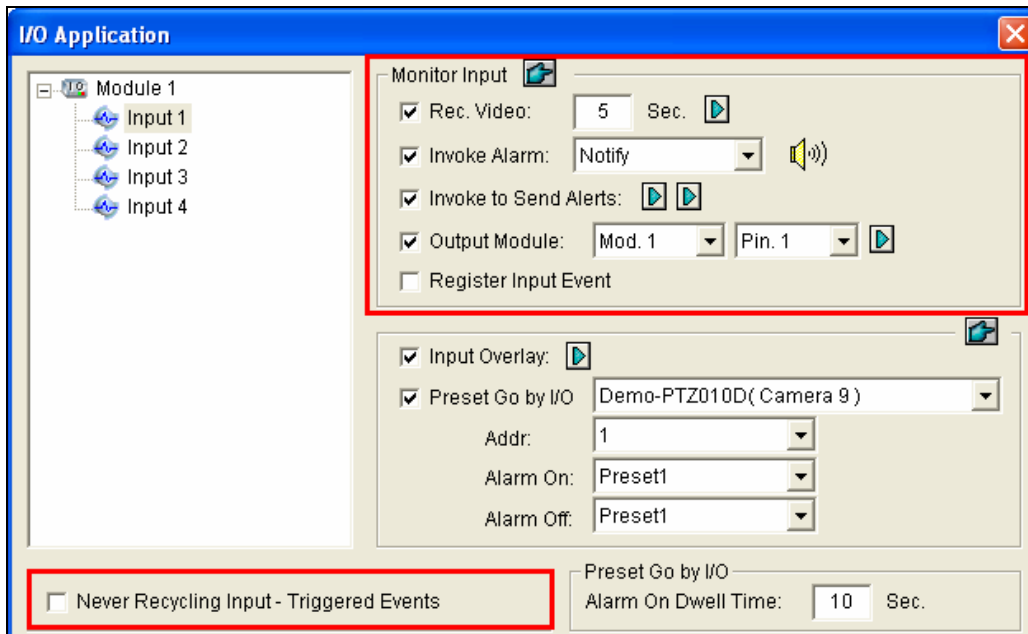 I/O Application
Module 1
Input 1
Input 2
Input 3
Input 4
Monitor Input
Rec. Video: 5 Sec.
Invoke Alarm: Notify
Invoke to Send Alerts:
Output Module: Mod. 1 Pin. 1
Register Input Event
Input Overlay:
Preset Go by I/O Demo-PTZ010D( Camera 9 )
Addr: 1
Alarm On: Preset1
Alarm Off: Preset1
Never Recycling Input - Triggered Events
Preset Go by I/O
Alarm On Dwell Time: 10 Sec.